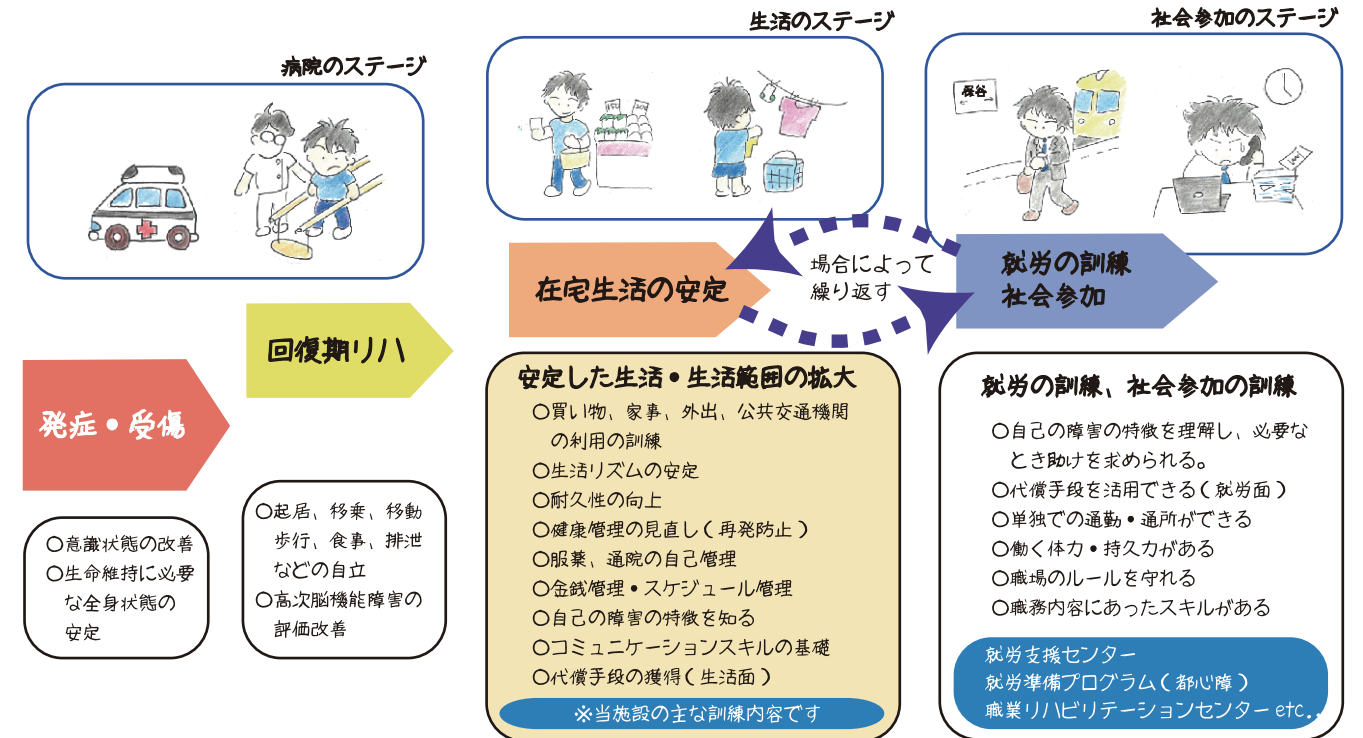 病院のステージ
発症・受傷
○意識状態の改善
○生命維持に必要
な全身状態の
安定
回復期リハ
○起居、移乗、移動
歩行、食事、排泄
などの自立
○高次脳機能障害の
評価改善
生活のステージ
在宅生活の安定
場合によって
繰り返す
安定した生活・生活範囲の拡大
○買い物、家事、外出、公共交通機関
の利用の訓練
○生活リズムの安定
○耐久性の向上
○健康管理の見直し(再発防止)
○服薬、通院の自己管理
○金銭管理・スケジュール管理
○自己の障害の特徴を知る
○コミュニケーションスキルの基礎
○代償手段の獲得(生活面)
※当施設の主な訓練内容です
社会参加のステージ
保谷
就労の訓練
社会参加
就労の訓練、社会参加の訓練
○自己の障害の特徴を理解し、必要な
とき助けを求められる。
○代償手段を活用できる(就労面)
○単独での通勤・通所ができる
○働く体力・持久力がある
○職場のルールを守れる
○職務内容にあったスキルがある
就労支援センター
就労準備プログラム(都心障)
職業リハビリテーションセンター etc..